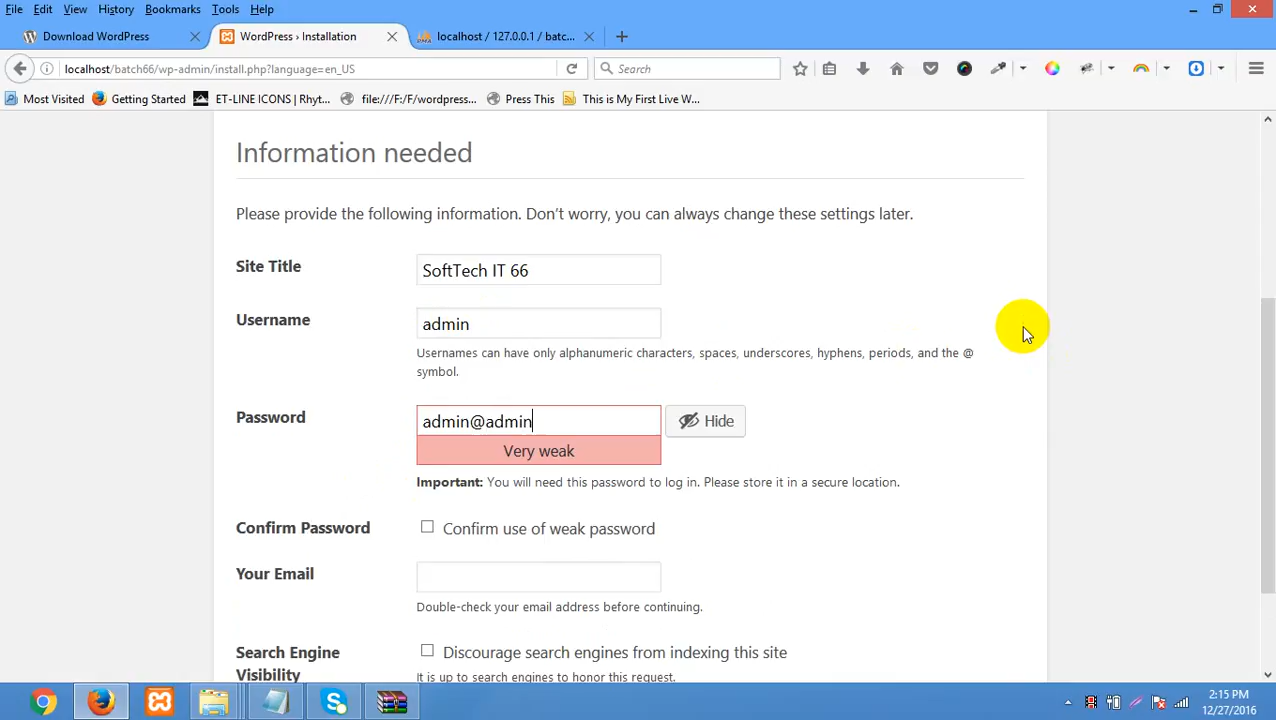 File Edit View History Bookmarks Tools Help
Download WordPress
WordPress › Installation
localhost / 127.0.0.1 / batc...
localhost/batch66/wp-admin/install.php?language=en_US
Search
Most Visited
Getting Started
ET-LINE ICONS | Rhyt...
file:///F:/F/wordpress...
Press This
This is My First Live W...
Information needed
Please provide the following information. Don’t worry, you can always change these settings later.
Site Title
SoftTech IT 66
Username
admin
Usernames can have only alphanumeric characters, spaces, underscores, hyphens, periods, and the @
symbol.
Password
admin@admin
Hide
Very weak
Important: You will need this password to log in. Please store it in a secure location.
Confirm Password
Confirm use of weak password
Your Email
Double-check your email address before continuing.
Search Engine
Visibility
Discourage search engines from indexing this site
It is up to search engines to honor this request.
2:15 PM
12/27/2016